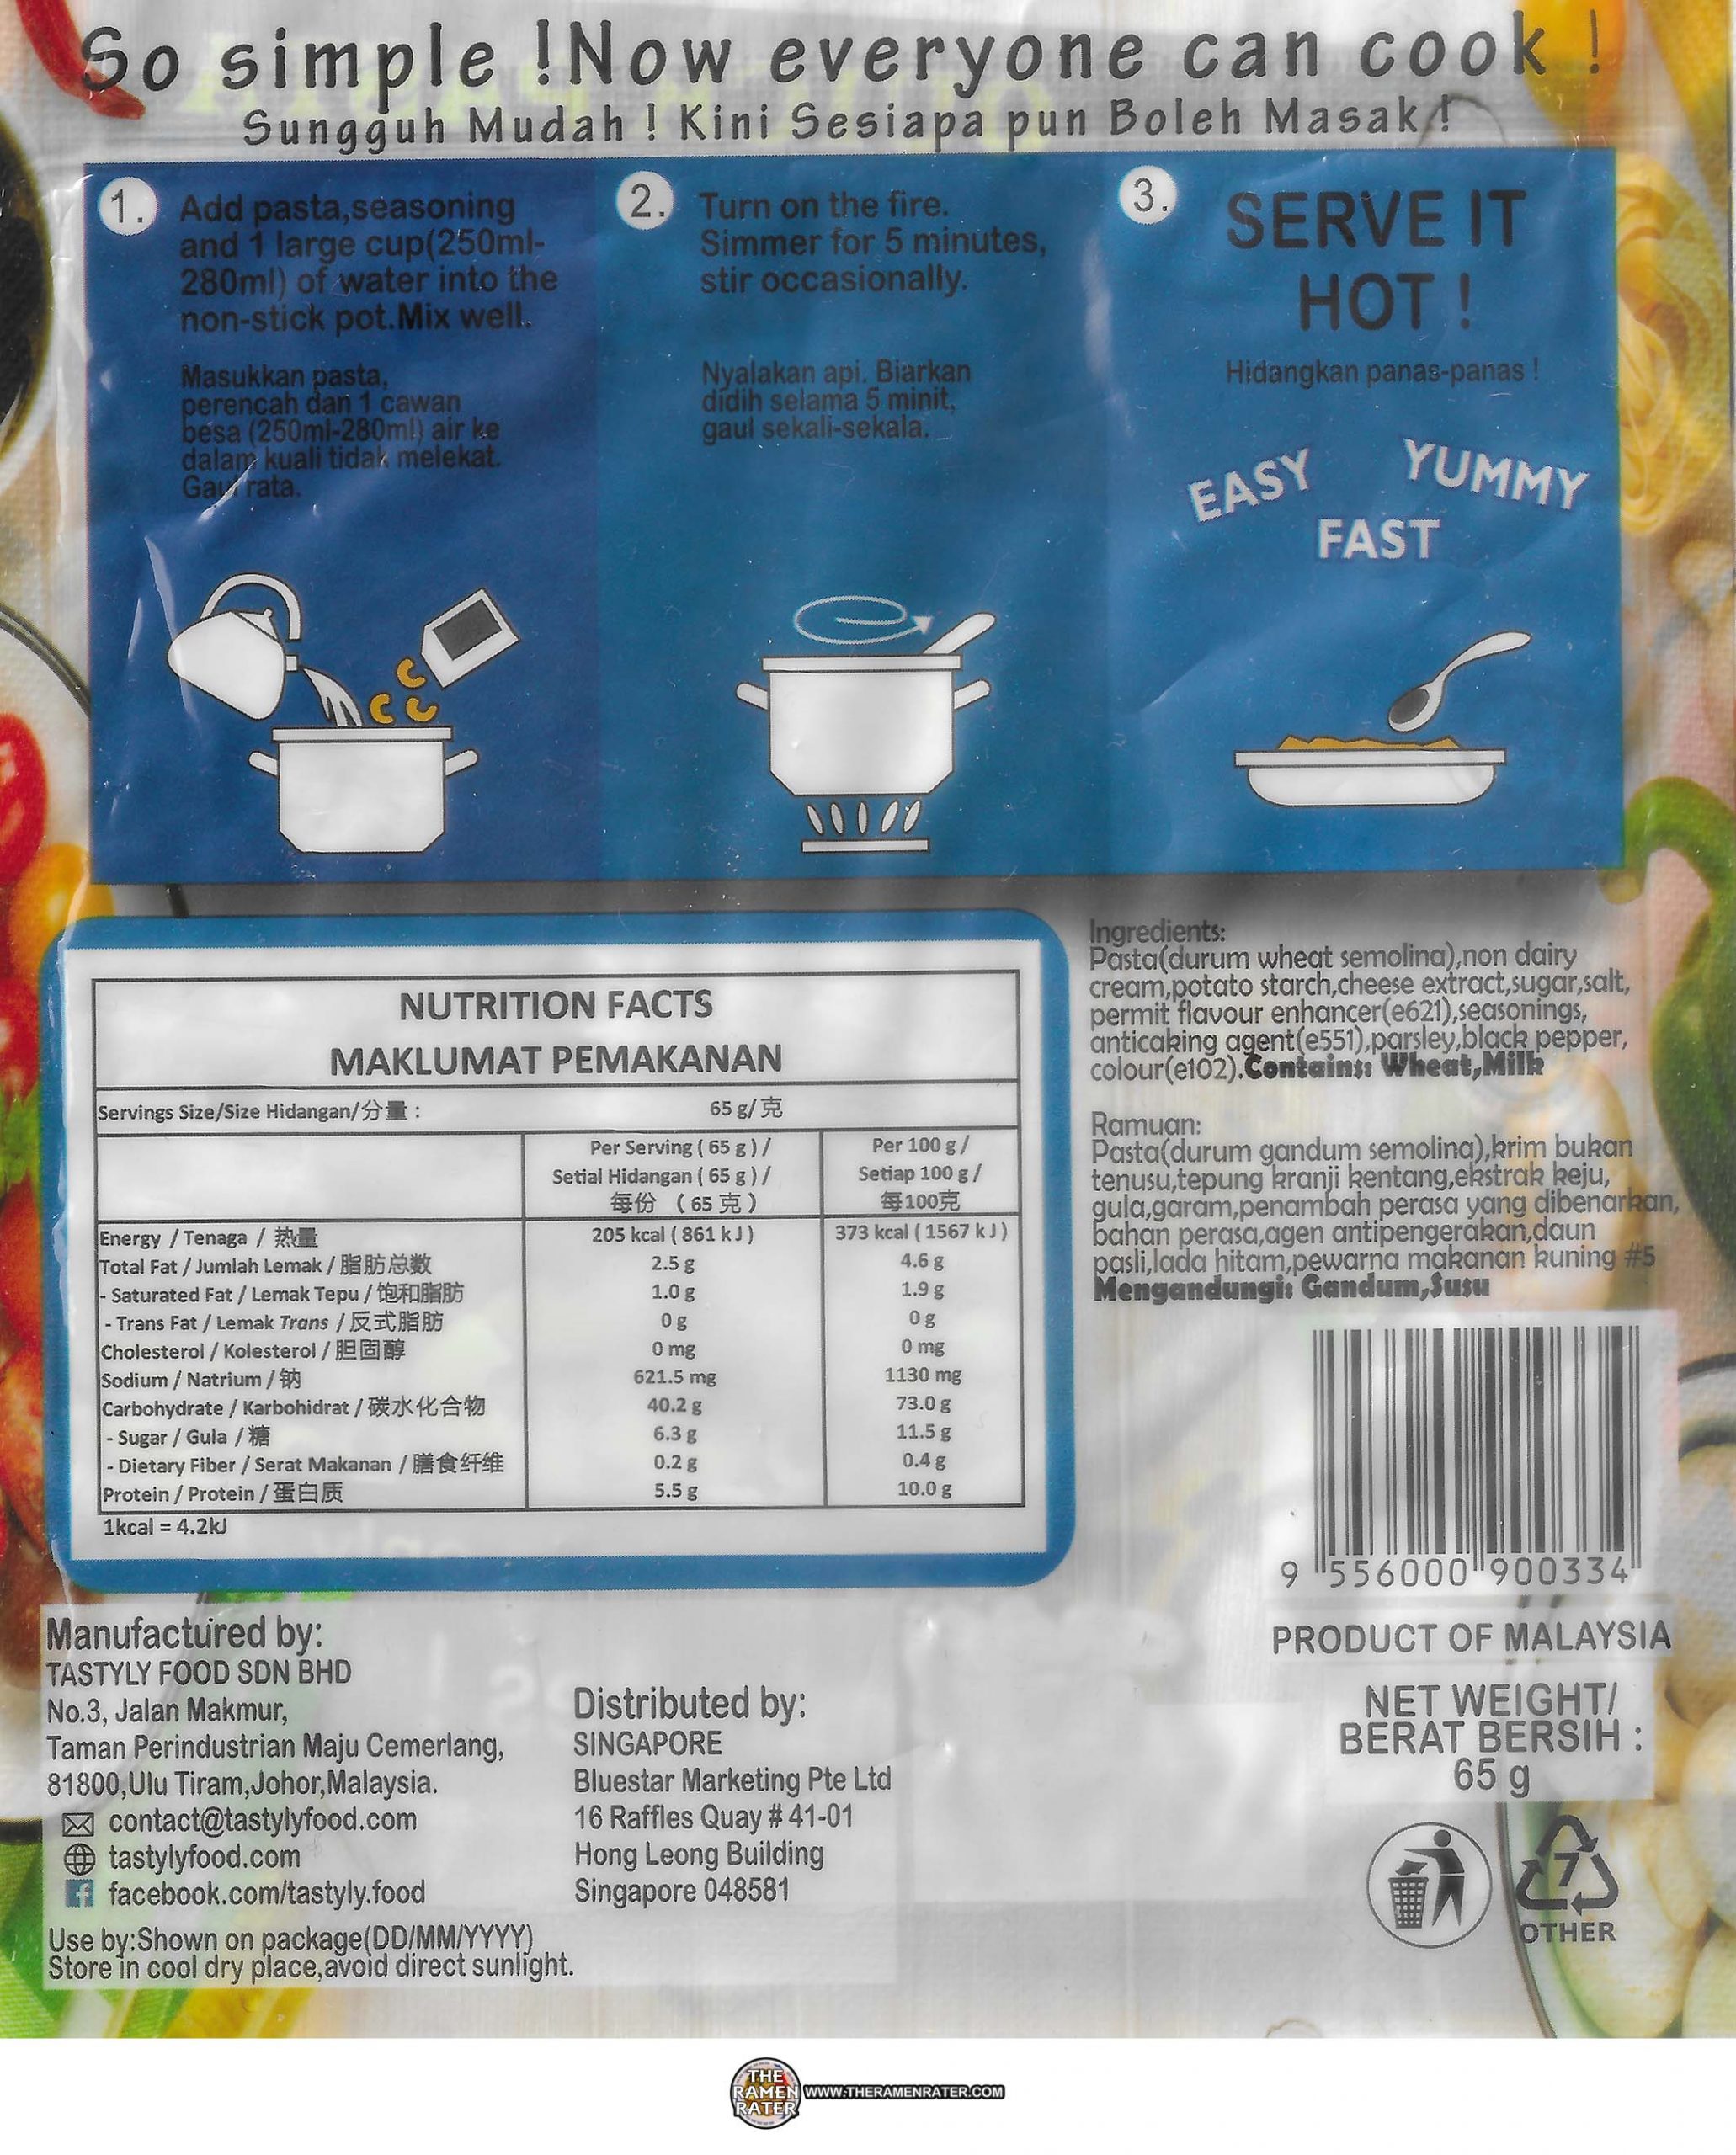 So simple !Now everyone can cook !
Sungguh Mudah ! Kini Sesiapa pun Boleh Masak !
1. Add pasta,seasoning
and 1 large cup(250ml-
280ml) of water into the
non-stick pot.Mix well.
Masukkan pasta,
perencah dan 1 cawan
besa (250ml-280ml) air ke
dalam kuali tidak melekat.
Gaul rata.
2. Turn on the fire.
Simmer for 5 minutes,
stir occasionally.
Nyalakan api. Biarkan
didih selama 5 minit,
gaul sekali-sekala.
3. SERVE IT
HOT !
Hidangkan panas-panas !
EASY YUMMY
FAST
NUTRITION FACTS
MAKLUMAT PEMAKANAN
Servings Size/Size Hidangan/分量 : 65 g/克
Per Serving ( 65 g ) / Per 100 g /
Setial Hidangan ( 65 g ) / Setiap 100 g /
每份 （ 65 克 ) 每100克
Energy / Tenaga / 热量 205 kcal ( 861 kJ ) 373 kcal ( 1567 kJ )
Total Fat / Jumlah Lemak / 脂肪总数 2.5 g 4.6 g
- Saturated Fat / Lemak Tepu / 饱和脂肪 1.0 g 1.9 g
- Trans Fat / Lemak Trans / 反式脂肪 0 g 0 g
Cholesterol / Kolesterol / 胆固醇 0 mg 0 mg
Sodium / Natrium / 钠 621.5 mg 1130 mg
Carbohydrate / Karbohidrat / 碳水化合物 40.2 g 73.0 g
- Sugar / Gula / 糖 6.3 g 11.5 g
- Dietary Fiber / Serat Makanan / 膳食纤维 0.2 g 0.4 g
Protein / Protein / 蛋白质 5.5 g 10.0 g
1kcal = 4.2kJ
Ingredients:
Pasta(durum wheat semolina),non dairy
cream,potato starch,cheese extract,sugar,salt,
permit flavour enhancer(e621),seasonings,
anticaking agent(e551),parsley,black pepper,
colour(e102).Contains: Wheat,Milk
Ramuan:
Pasta(durum gandum semolina),krim bukan
tenusu,tepung kranji kentang,ekstrak keju,
gula,garam,penambah perasa yang dibenarkan,
bahan perasa,agen antipengerakan,daun
pasli,lada hitam,pewarna makanan kuning #5
Mengandungi: Gandum,Susu
9 556000 900334
PRODUCT OF MALAYSIA
NET WEIGHT/
BERAT BERSIH :
65 g
7
OTHER
Manufactured by:
TASTYLY FOOD SDN BHD
No.3, Jalan Makmur,
Taman Perindustrian Maju Cemerlang,
81800,Ulu Tiram,Johor,Malaysia.
contact@tastylyfood.com
tastylyfood.com
f facebook.com/tastyly.food
Distributed by:
SINGAPORE
Bluestar Marketing Pte Ltd
16 Raffles Quay # 41-01
Hong Leong Building
Singapore 048581
Use by:Shown on package(DD/MM/YYYY)
Store in cool dry place,avoid direct sunlight.
THE
RAMEN
RATER
WWW.THERAMENRATER.COM